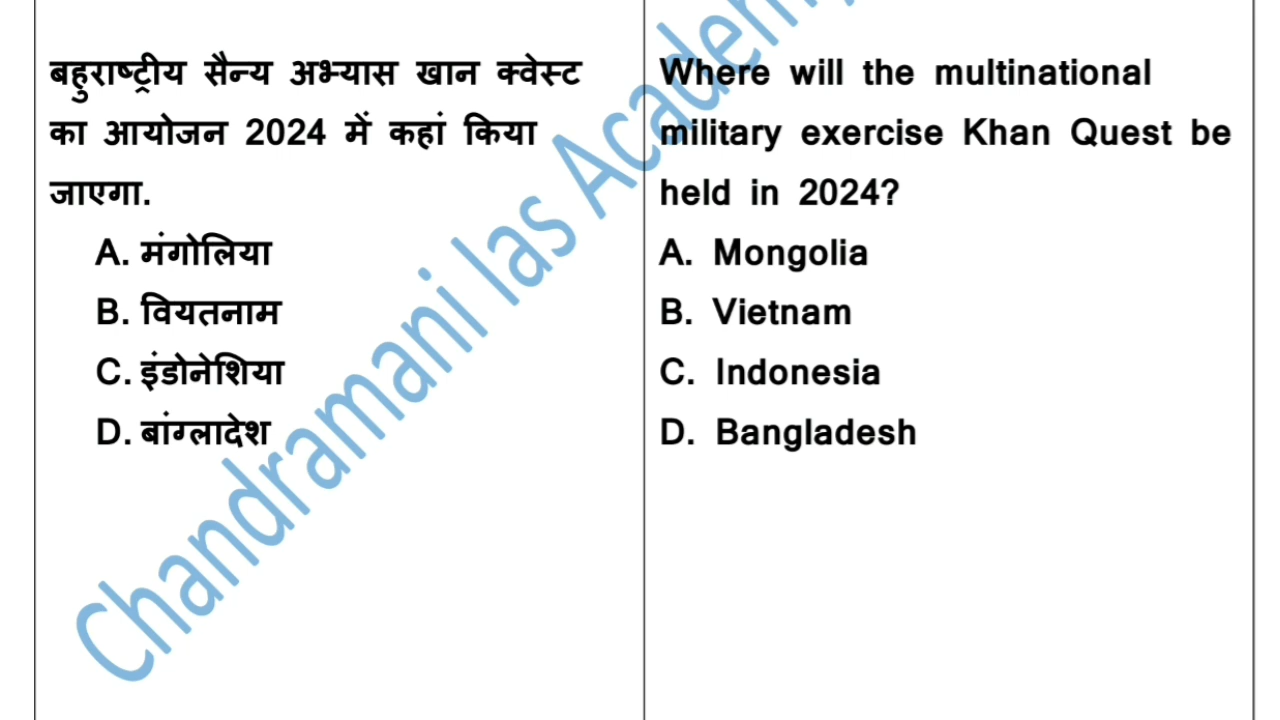 बहुराष्ट्रीय सैन्य अभ्यास खान क्वेस्ट
का आयोजन 2024 में कहां किया
जाएगा.
A. मंगोलिया
B. वियतनाम
C. इंडोनेशिया
D. बांग्लादेश
Where will the multinational
military exercise Khan Quest be
held in 2024?
A. Mongolia
B. Vietnam
C. Indonesia
D. Bangladesh
Chandramani Ias Academy